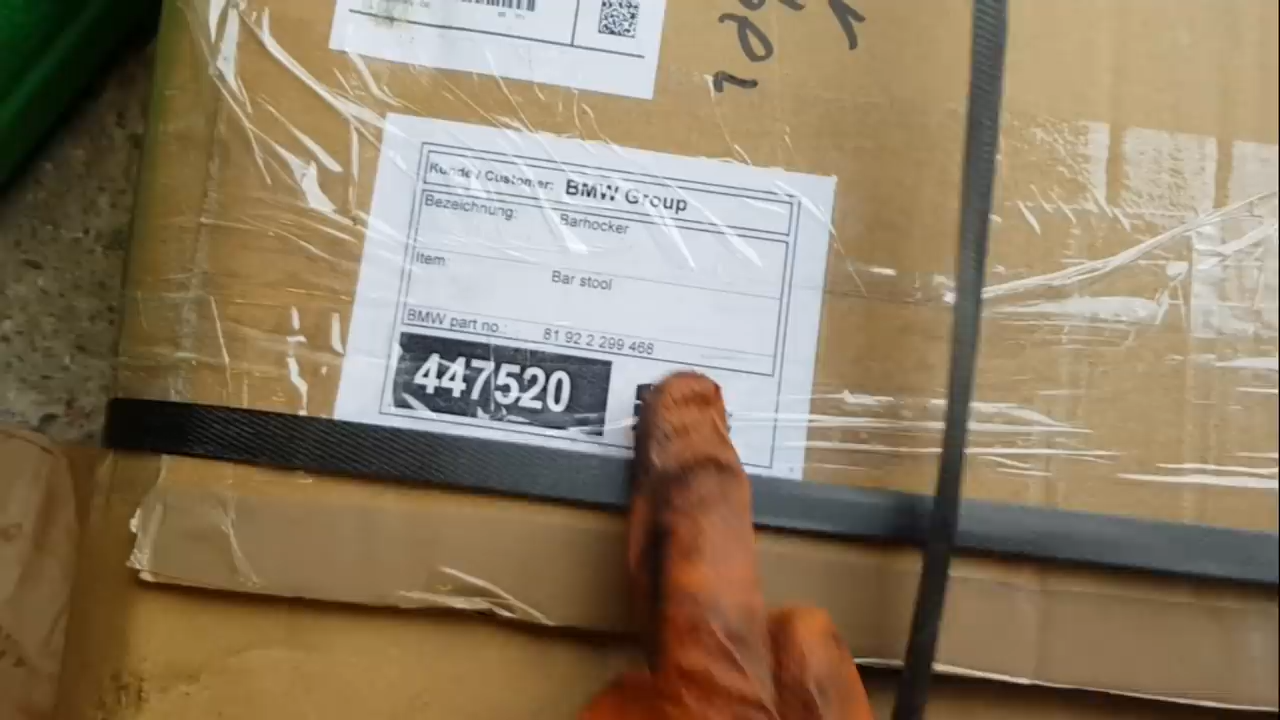 Kunde / Customer: BMW Group
Bezeichnung: Barhocker
Item: Bar stool
BMW part no.: 81 92 2 299 468
447520